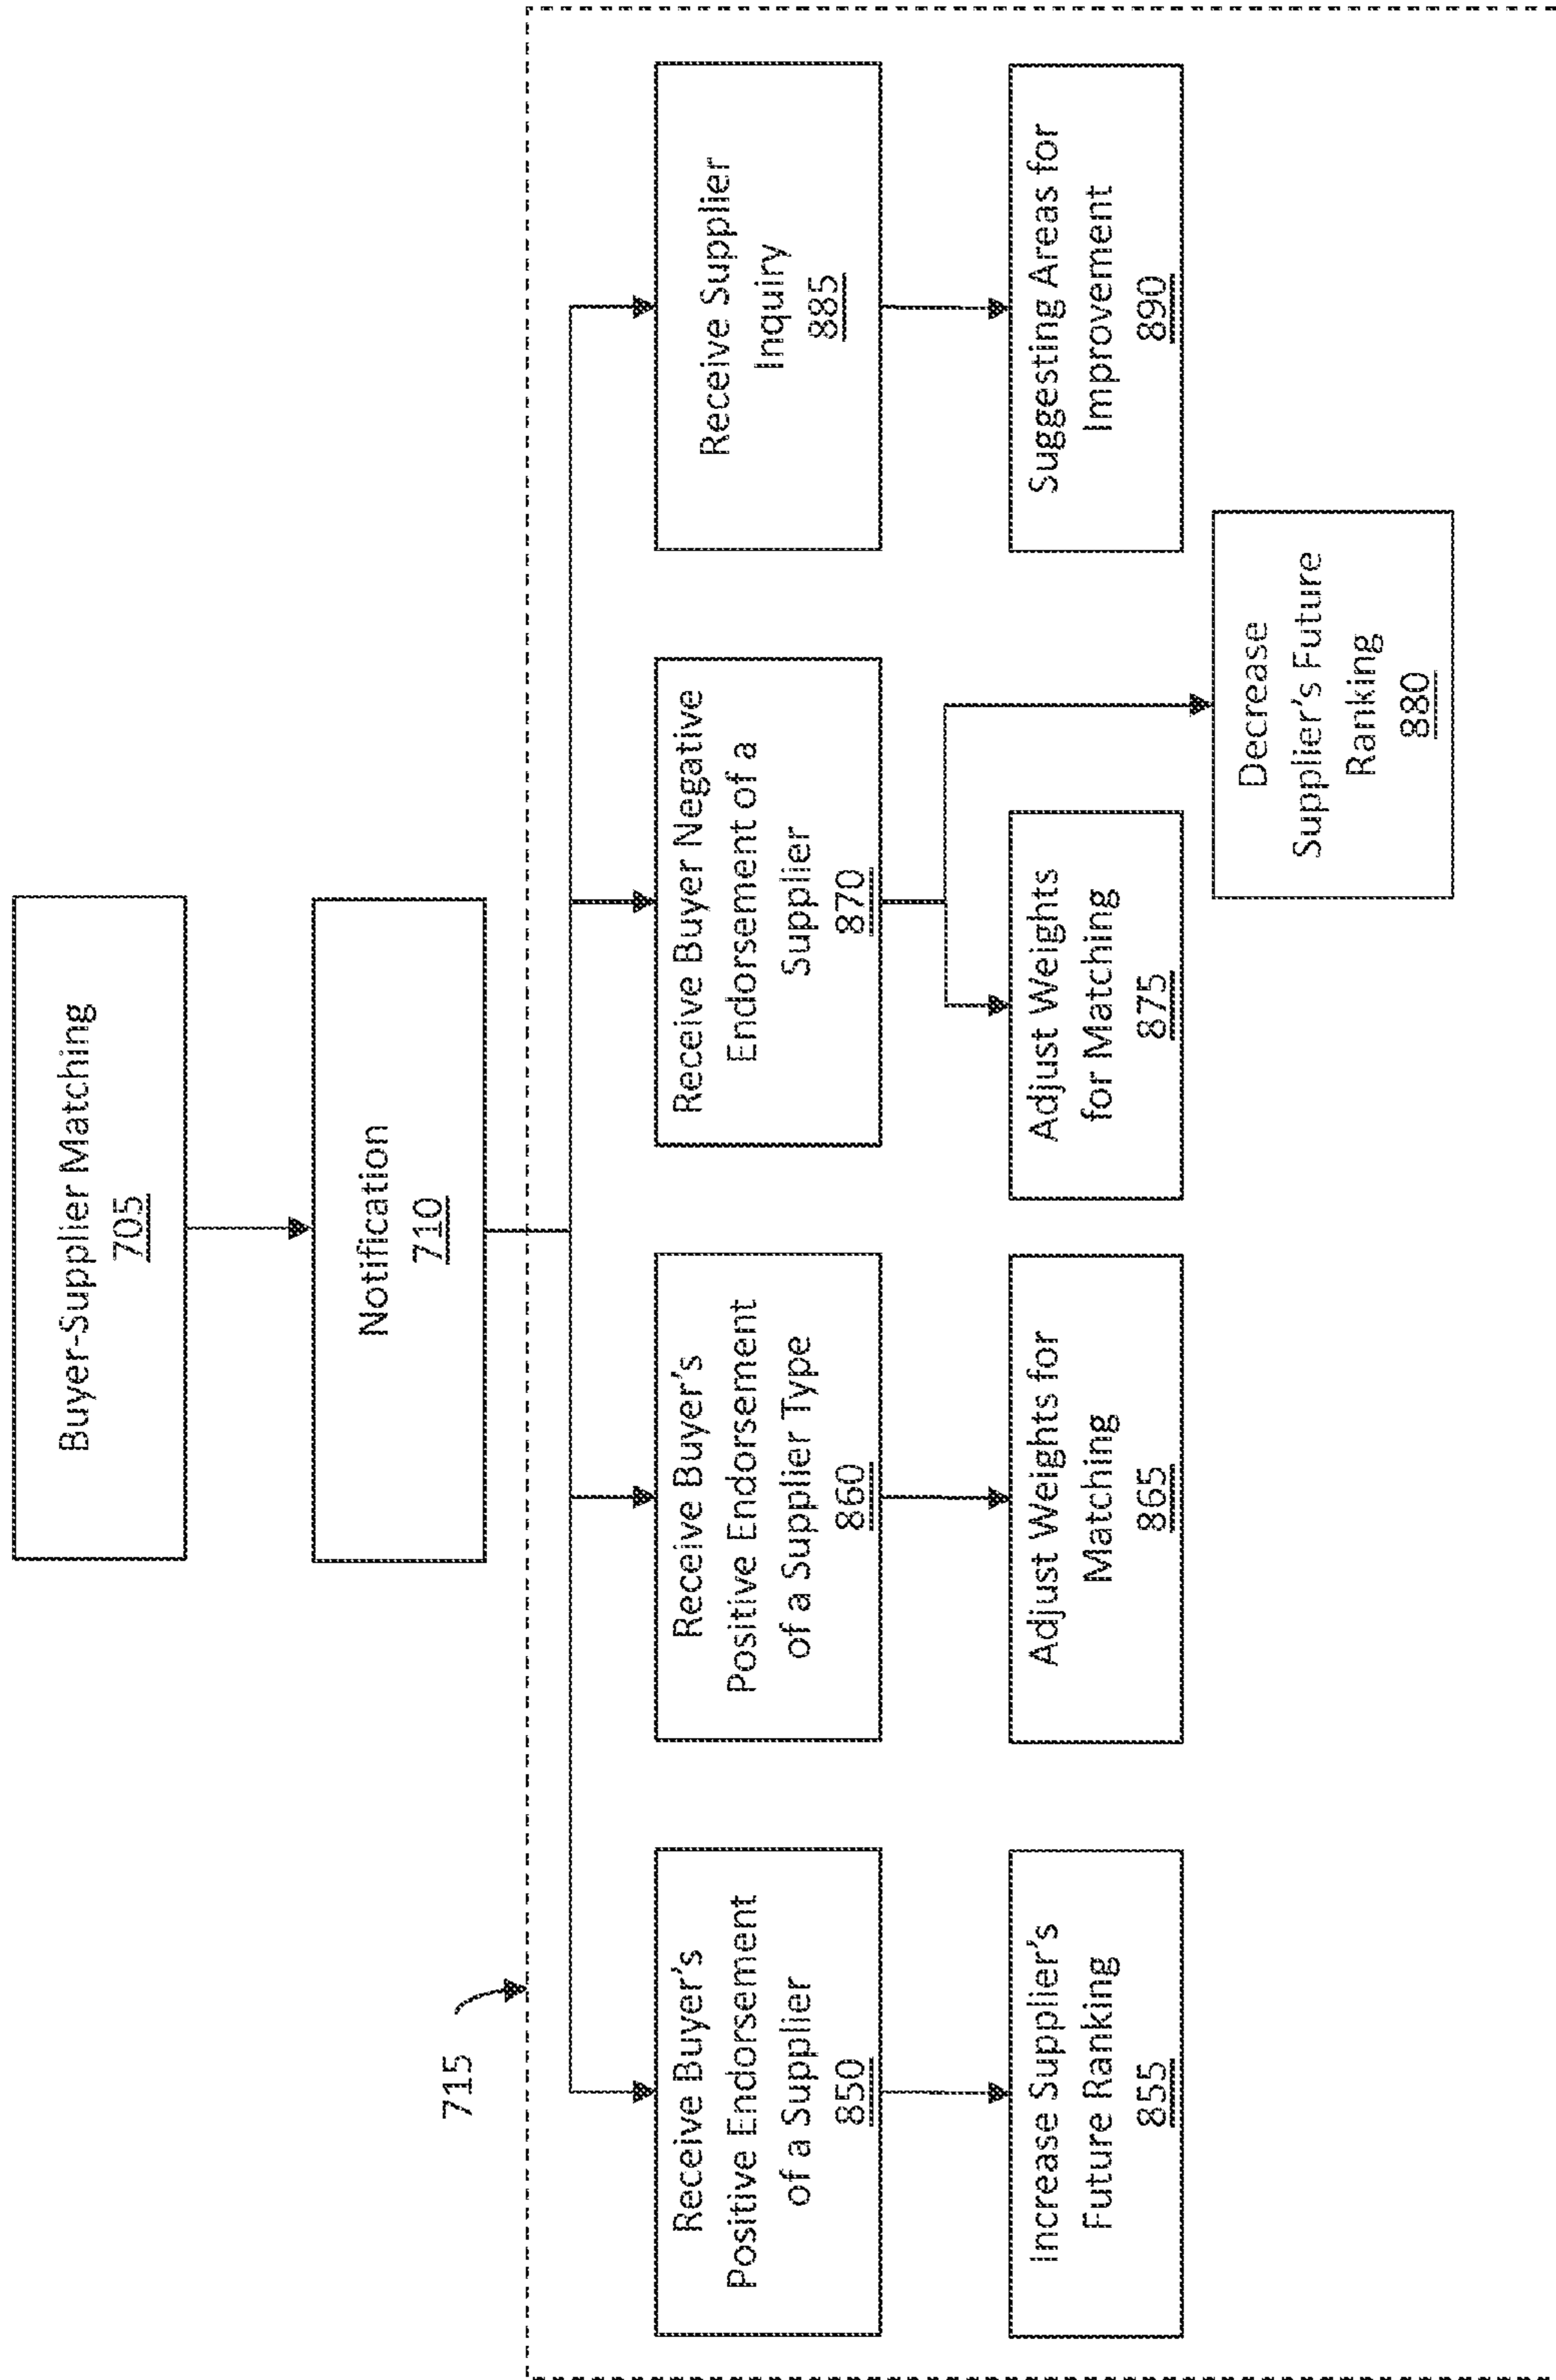 Buyer-Supplier Matching
705
Notification
710
715
Receive Buyer's
Positive Endorsement
of a Supplier
850
Receive Buyer's
Positive Endorsement
of a Supplier Type
860
Receive Buyer Negative
Endorsement of a
Supplier
870
Receive Supplier
Inquiry
885
Increase Supplier's
Future Ranking
855
Adjust Weights for
Matching
865
Adjust Weights
for Matching
875
Suggesting Areas for
Improvement
890
Decrease
Supplier's Future
Ranking
880